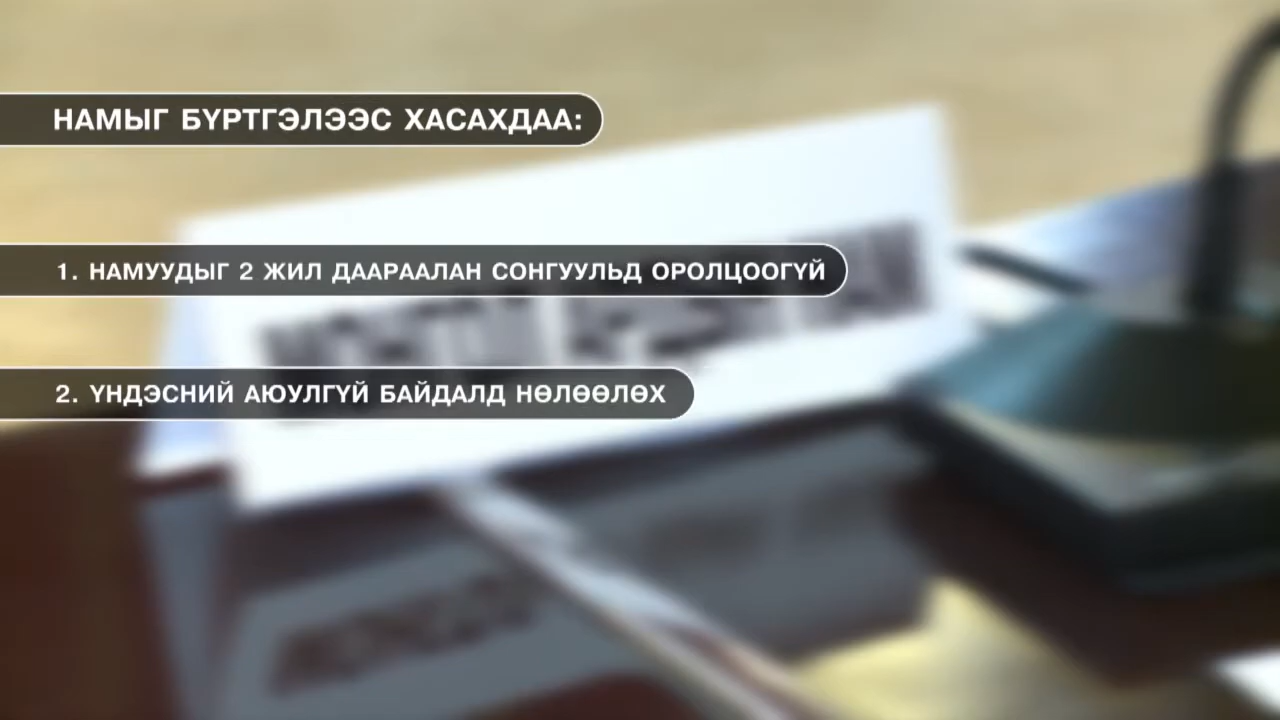 НАМЫГ БҮРТГЭЛЭЭС ХАСАХДАА:
1. НАМУУДЫГ 2 ЖИЛ ДААРААЛАН СОНГУУЛЬД ОРОЛЦООГҮЙ
2. ҮНДЭСНИЙ АЮУЛГҮЙ БАЙДАЛД НӨЛӨӨЛӨХ